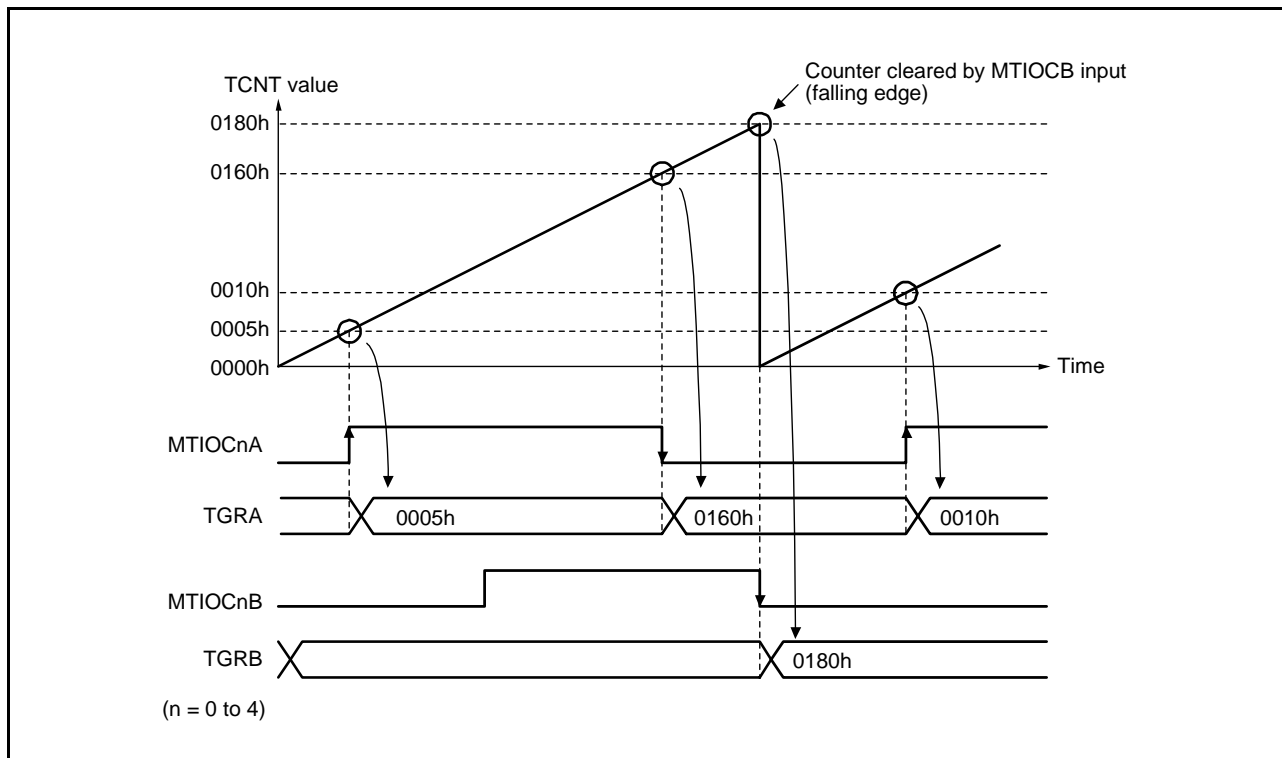 Counter cleared by MTIOCB input
(falling edge)
TCNT value
0180h
0160h
0010h
0005h
0000h
Time
MTIOCnA
TGRA
0005h
0160h
0010h
MTIOCnB
TGRB
0180h
(n = 0 to 4)